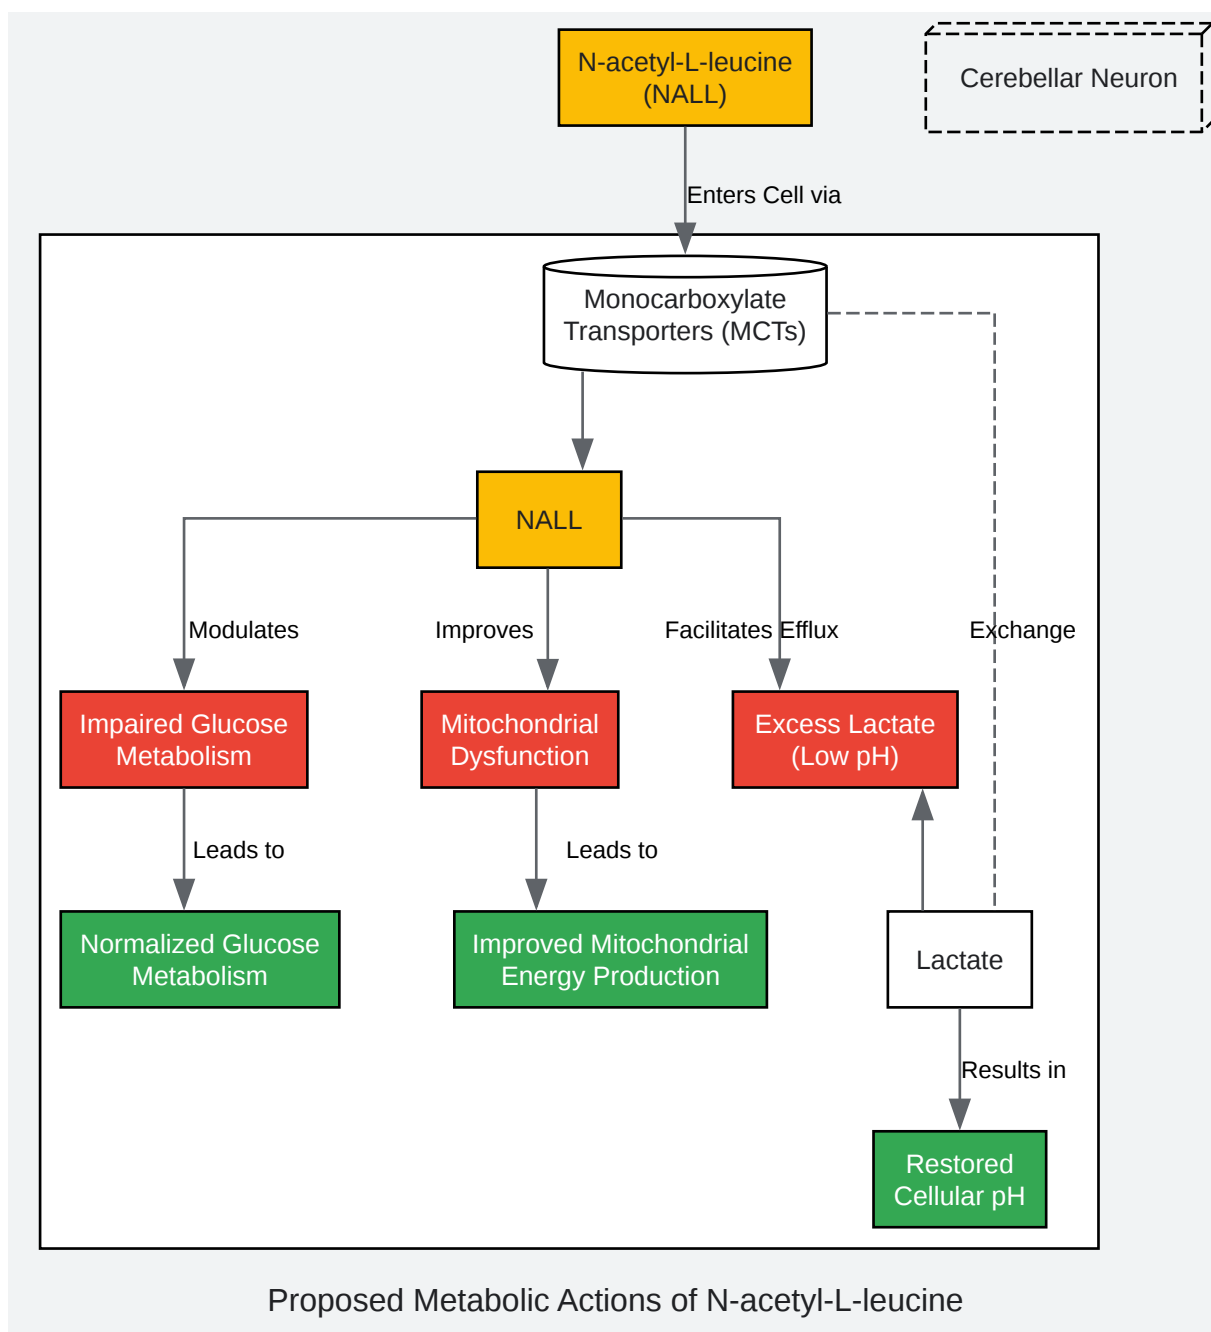 N-acetyl-L-leucine
(NALL)
Cerebellar Neuron
Enters Cell via
Monocarboxylate
Transporters (MCTs)
NALL
Modulates
Improves
Facilitates Efflux
Exchange
Impaired Glucose
Metabolism
Mitochondrial
Dysfunction
Excess Lactate
(Low pH)
Leads to
Leads to
Normalized Glucose
Metabolism
Improved Mitochondrial
Energy Production
Lactate
Results in
Restored
Cellular pH
Proposed Metabolic Actions of N-acetyl-L-leucine